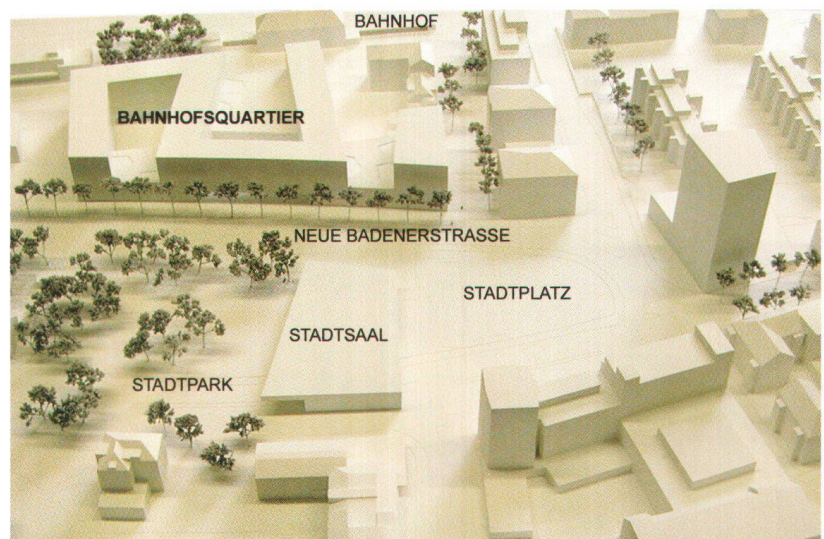 BAHNHOF
BAHNHOFSQUARTIER
NEUE BADENERSTRASSE
STADTPLATZ
STADTSAAL
STADTPARK